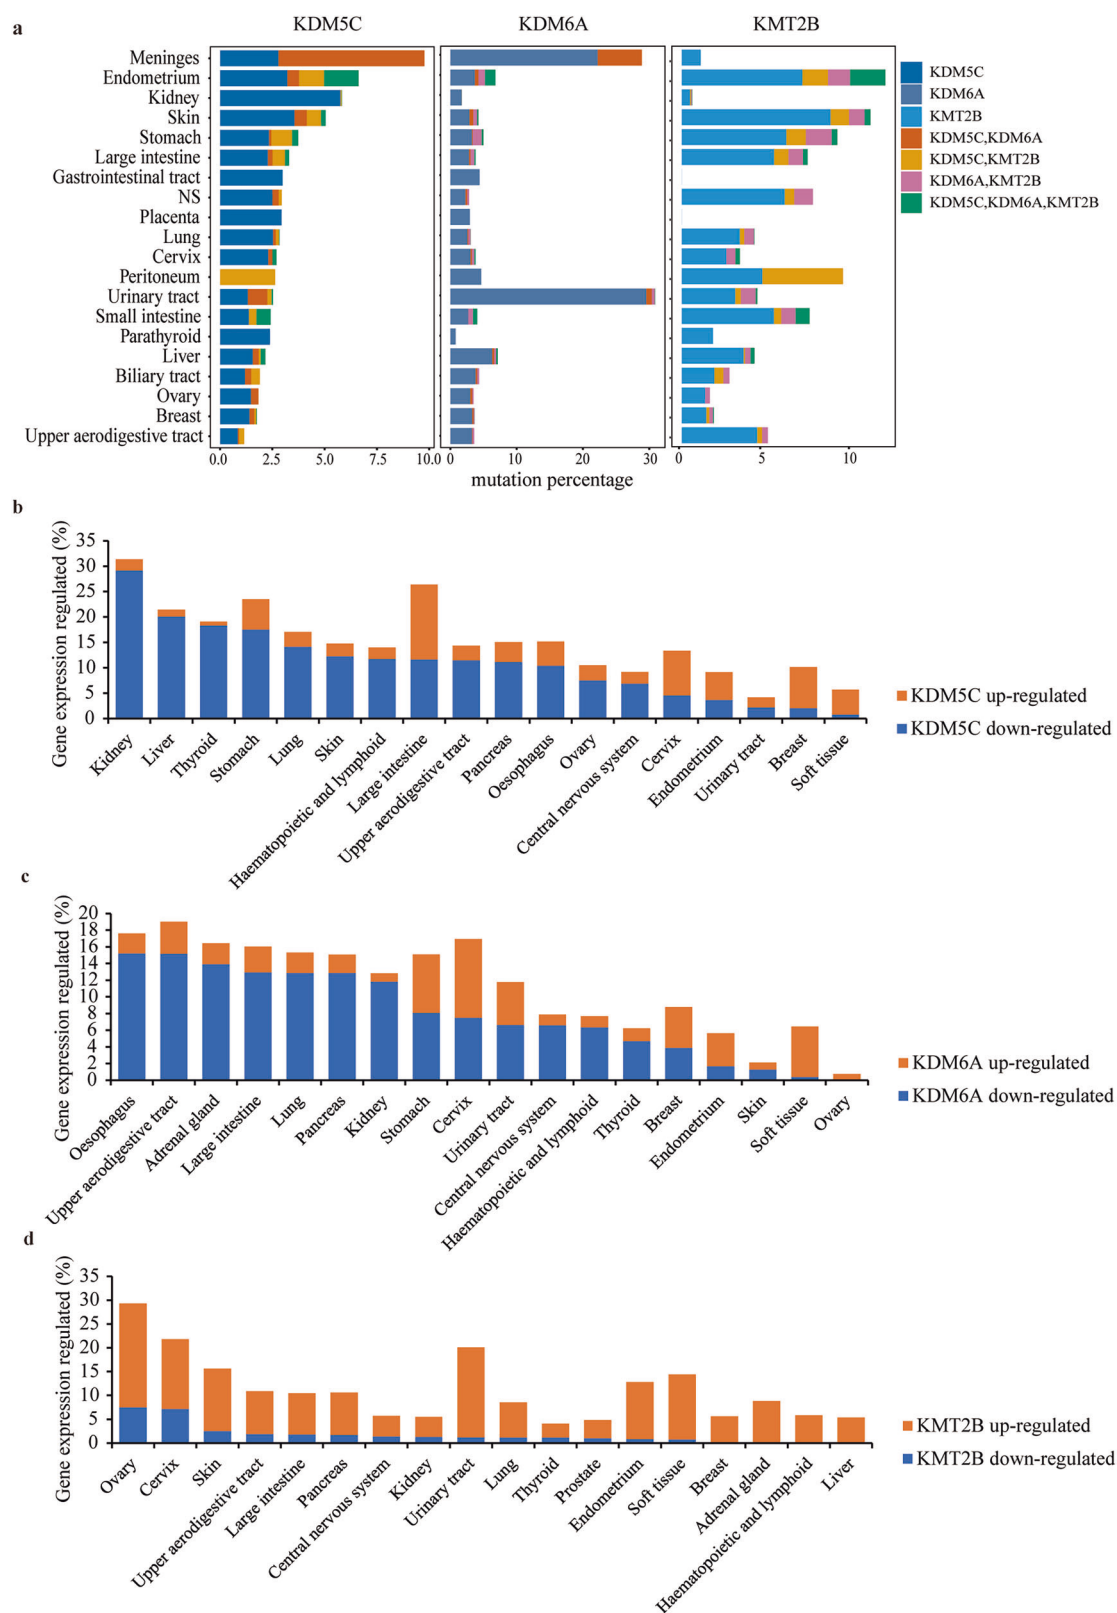 a
KDM5C
KDM6A
KMT2B
Meninges
Endometrium
Kidney
Skin
Stomach
Large intestine
Gastrointestinal tract
NS
Placenta
Lung
Cervix
Peritoneum
Urinary tract
Small intestine
Parathyroid
Liver
Biliary tract
Ovary
Breast
Upper aerodigestive tract
0.0 2.5 5.0 7.5 10.0
0 10 20 30
0 5 10
mutation percentage
KDM5C
KDM6A
KMT2B
KDM5C,KDM6A
KDM5C,KMT2B
KDM6A,KMT2B
KDM5C,KDM6A,KMT2B
b
Gene expression regulated (%)
35
30
25
20
15
10
5
0
Kidney
Liver
Thyroid
Stomach
Lung
Skin
Haematopoietic and lymphoid
Large intestine
Upper aerodigestive tract
Pancreas
Oesophagus
Ovary
Central nervous system
Cervix
Endometrium
Urinary tract
Breast
Soft tissue
KDM5C up-regulated
KDM5C down-regulated
c
Gene expression regulated (%)
20
18
16
14
12
10
8
6
4
2
0
Oesophagus
Upper aerodigestive tract
Adrenal gland
Large intestine
Lung
Pancreas
Kidney
Stomach
Cervix
Urinary tract
Central nervous system
Haematopoietic and lymphoid
Thyroid
Breast
Endometrium
Skin
Soft tissue
Ovary
KDM6A up-regulated
KDM6A down-regulated
d
Gene expression regulated (%)
35
30
25
20
15
10
5
0
Ovary
Cervix
Skin
Upper aerodigestive tract
Large intestine
Pancreas
Central nervous system
Kidney
Urinary tract
Lung
Thyroid
Prostate
Endometrium
Soft tissue
Breast
Adrenal gland
Haematopoietic and lymphoid
Liver
KMT2B up-regulated
KMT2B down-regulated